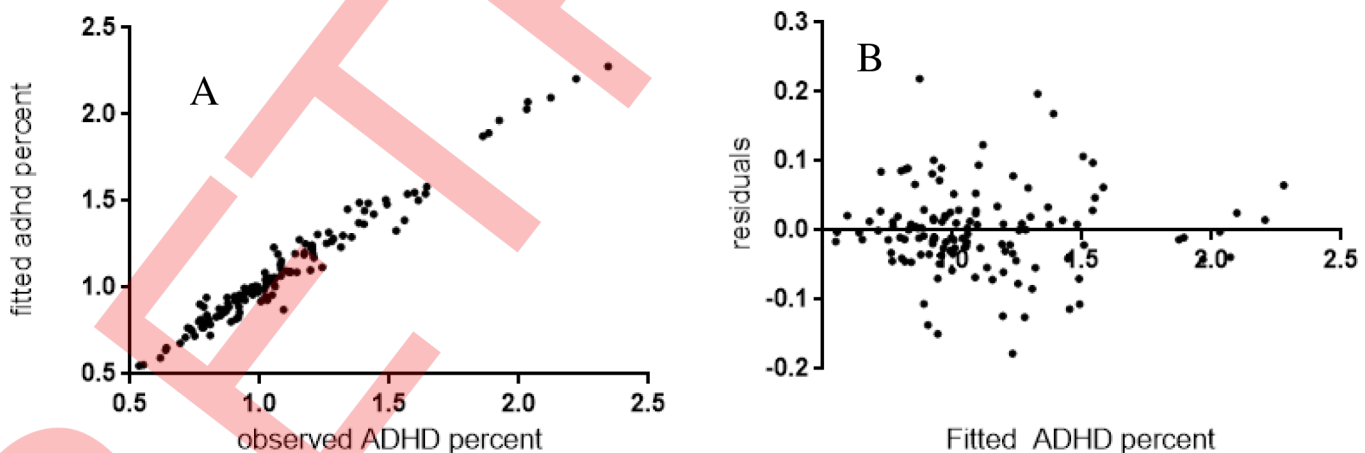 A
fitted adhd percent
2.5
2.0
1.5
1.0
0.5
0.5 1.0 1.5 2.0 2.5
observed ADHD percent
B
residuals
0.3
0.2
0.1
0.0
-0.1
-0.2
1.5 2.0 2.5
Fitted ADHD percent